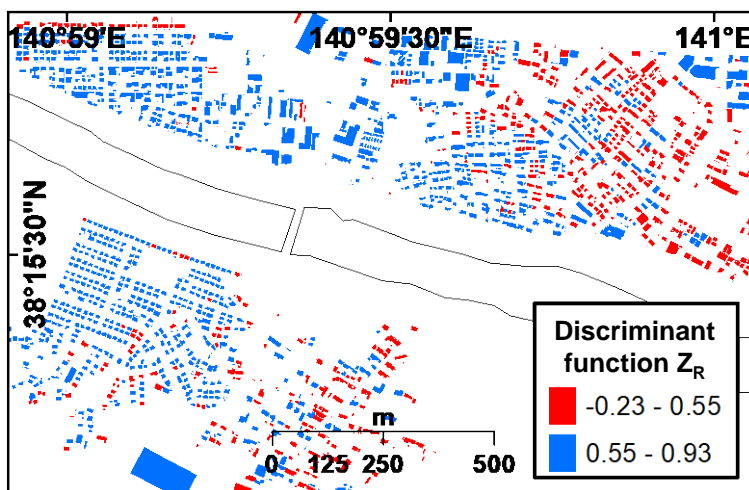 140°59'E 140°59'30"E 141°E
38°15'30"N
m
0 125 250 500
Discriminant
function ZR
-0.23 - 0.55
0.55 - 0.93